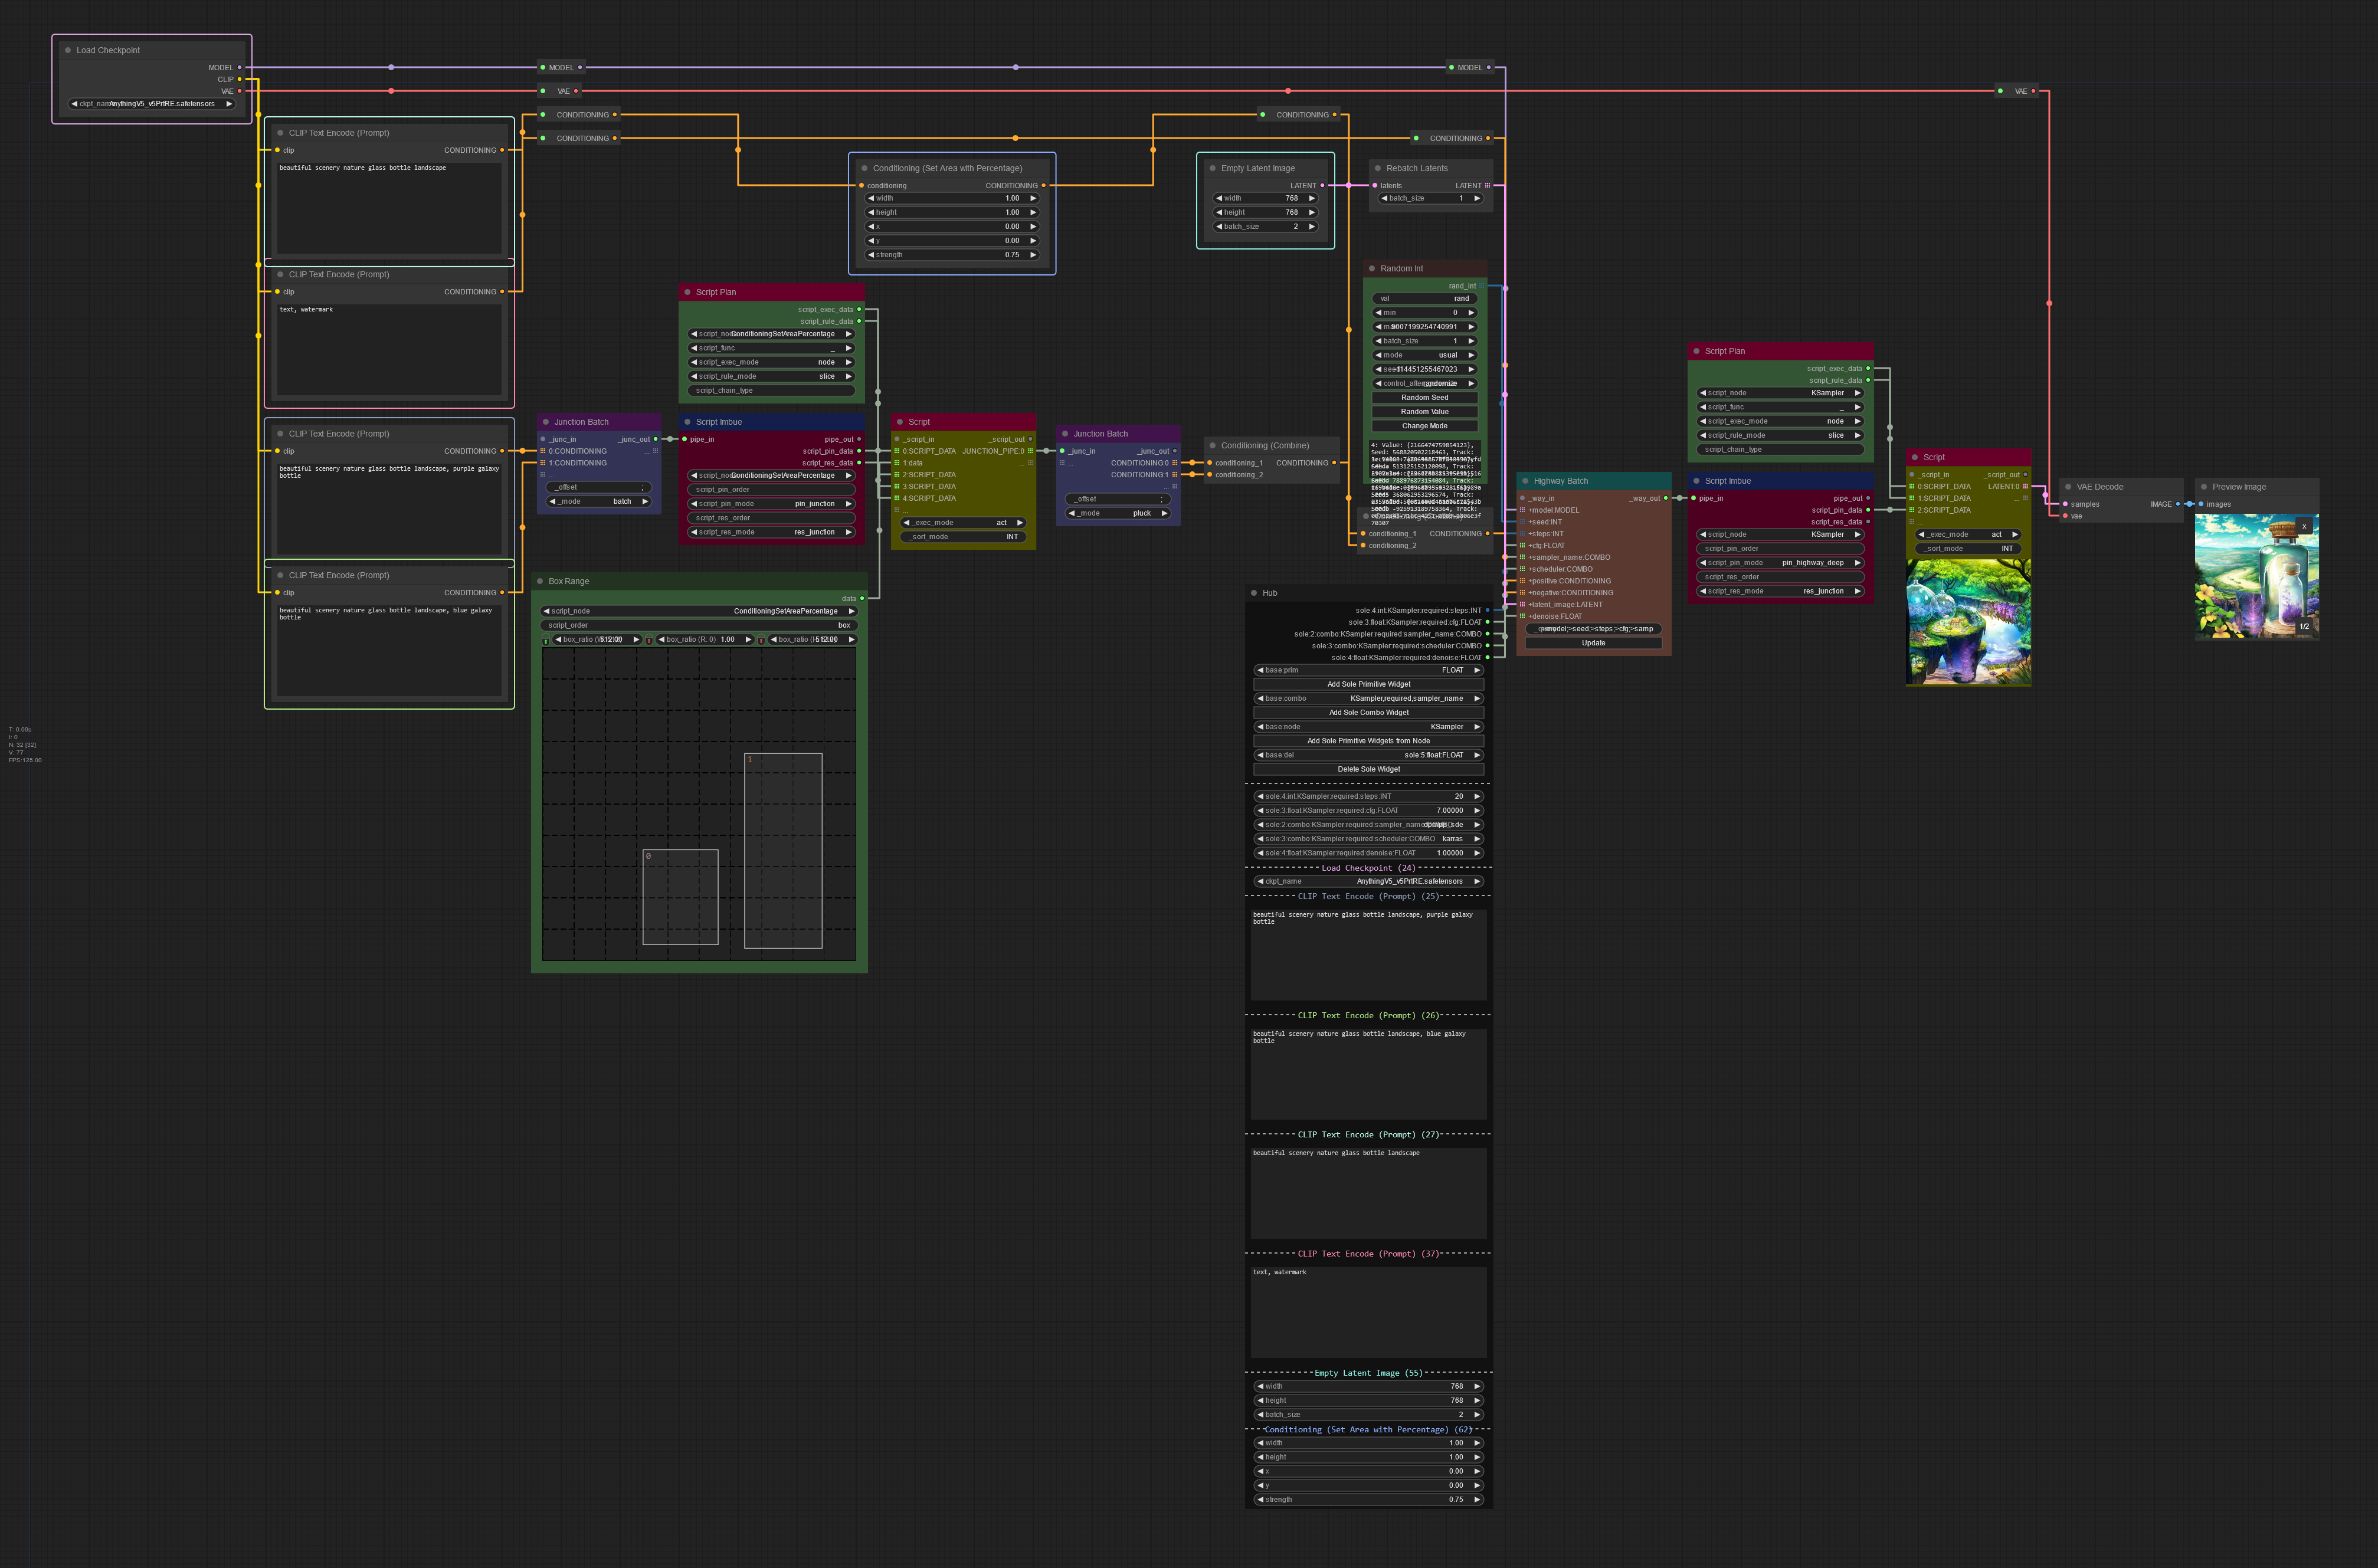 Load Checkpoint
MODEL
CLIP
VAE
AnythingV5_v5PrtRE.safetensors
MODEL
VAE
CONDITIONING
CONDITIONING
MODEL
VAE
CONDITIONING
CONDITIONING
CLIP Text Encode (Prompt)
clip CONDITIONING
beautiful scenery nature glass bottle landscape
CLIP Text Encode (Prompt)
clip CONDITIONING
text, watermark
CLIP Text Encode (Prompt)
clip CONDITIONING
beautiful scenery nature glass bottle landscape, purple galaxy
bottle
CLIP Text Encode (Prompt)
clip CONDITIONING
beautiful scenery nature glass bottle landscape, blue galaxy
bottle
T: 0.00s
I: 0
N: 32 [32]
V: 77
FPS:125.00
Conditioning (Set Area with Percentage)
conditioning CONDITIONING
width 1.00
height 1.00
x 0.00
y 0.00
strength 0.75
Empty Latent Image
LATENT
width 768
height 768
batch_size 2
Rebatch Latents
latents LATENT
batch_size 1
Script Plan
script_exec_data
script_rule_data
ConditioningSetAreaPercentage
script_func _
script_exec_mode node
script_rule_mode slice
script_chain_type
Junction Batch
_junc_in _junc_out
0:CONDITIONING ...
1:CONDITIONING
...
_offset ;
_mode batch
Script Imbue
pipe_in pipe_out
script_pin_data
script_res_data
ConditioningSetAreaPercentage
script_pin_order
script_pin_mode pin_junction
script_res_order
script_res_mode res_junction
Script
_script_in _script_out
0:SCRIPT_DATA JUNCTION_PIPE:0
1:data ...
2:SCRIPT_DATA
3:SCRIPT_DATA
4:SCRIPT_DATA
...
_exec_mode act
_sort_mode INT
Junction Batch
_junc_in _junc_out
... CONDITIONING:0
CONDITIONING:1
...
_offset ;
_mode pluck
Conditioning (Combine)
conditioning_1 CONDITIONING
conditioning_2
Box Range
data
script_node ConditioningSetAreaPercentage
script_order box
box_ratio (R: 0) 1.00
1
0
Random Int
rand_int
val rand
min 0
9007199254740991
batch_size 1
mode usual
randomize
Random Seed
Random Value
Change Mode
4: Value: {2166474759854123},
Seed: 568820502218463, Track:
70307
conditioning_1 CONDITIONING
conditioning_2
Hub
sole:4:int:KSampler:required:steps:INT
sole:3:float:KSampler:required:cfg:FLOAT
sole:2:combo:KSampler:required:sampler_name:COMBO
sole:3:combo:KSampler:required:scheduler:COMBO
sole:4:float:KSampler:required:denoise:FLOAT
base:prim FLOAT
Add Sole Primitive Widget
base:combo KSampler,required,sampler_name
Add Sole Combo Widget
base:node KSampler
Add Sole Primitive Widgets from Node
base:del sole:5:float:FLOAT
Delete Sole Widget
sole:4:int:KSampler:required:steps:INT 20
sole:3:float:KSampler:required:cfg:FLOAT 7.00000
sole:2:combo:KSampler:required:sampler_name
sole:3:combo:KSampler:required:scheduler:COMBO karras
sole:4:float:KSampler:required:denoise:FLOAT 1.00000
Load Checkpoint (24)
ckpt_name AnythingV5_v5PrtRE.safetensors
CLIP Text Encode (Prompt) (25)
beautiful scenery nature glass bottle landscape, purple galaxy
bottle
CLIP Text Encode (Prompt) (26)
beautiful scenery nature glass bottle landscape, blue galaxy
bottle
CLIP Text Encode (Prompt) (27)
beautiful scenery nature glass bottle landscape
CLIP Text Encode (Prompt) (37)
text, watermark
Empty Latent Image (55)
width 768
height 768
batch_size 2
Conditioning (Set Area with Percentage) (62)
width 1.00
height 1.00
x 0.00
y 0.00
strength 0.75
Highway Batch
_way_in _way_out
+model:MODEL
+seed:INT
+steps:INT
+cfg:FLOAT
+sampler_name:COMBO
+scheduler:COMBO
+positive:CONDITIONING
+negative:CONDITIONING
+latent_image:LATENT
+denoise:FLOAT
Update
Script Plan
script_exec_data
script_rule_data
script_node KSampler
script_func _
script_exec_mode node
script_rule_mode slice
script_chain_type
Script Imbue
pipe_in pipe_out
script_pin_data
script_res_data
script_node KSampler
script_pin_order
script_pin_mode pin_highway_deep
script_res_order
script_res_mode res_junction
Script
_script_in _script_out
0:SCRIPT_DATA LATENT:0
1:SCRIPT_DATA ...
2:SCRIPT_DATA
...
_exec_mode act
_sort_mode INT
VAE Decode
samples IMAGE
vae
Preview Image
images
x
1/2